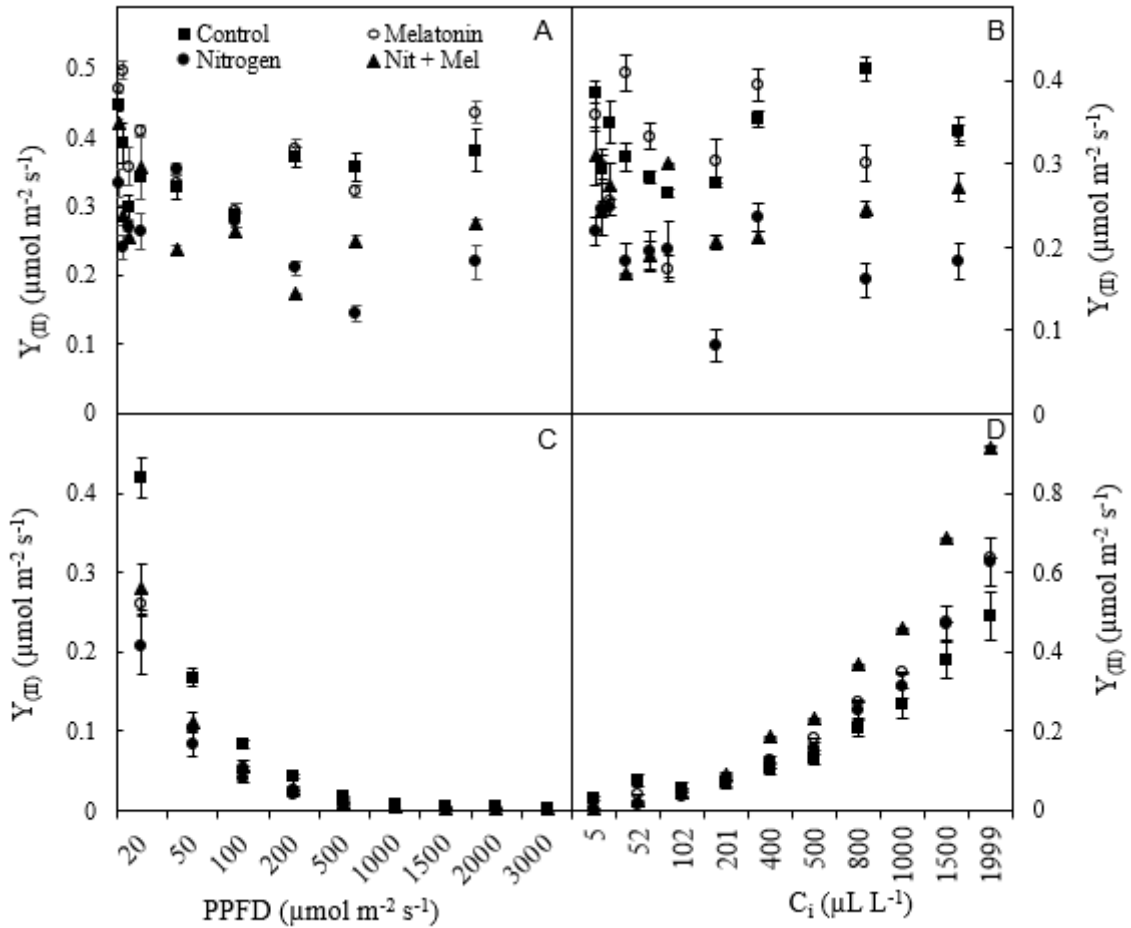 Control
Melatonin
Nitrogen
Nit + Mel
A
B
0.5
0.4
0.3
0.2
0.1
0
Y(II) (µmol m-2 s-1)
0.4
0.3
0.2
0.1
0
Y(II) (µmol m-2 s-1)
C
D
0.4
0.3
0.2
0.1
0
Y(II) (µmol m-2 s-1)
0.8
0.6
0.4
0.2
0
Y(II) (µmol m-2 s-1)
20
50
100
200
500
1000
1500
2000
3000
PPFD (µmol m-2 s-1)
5
52
102
201
400
500
800
1000
1500
1999
Ci (µL L-1)